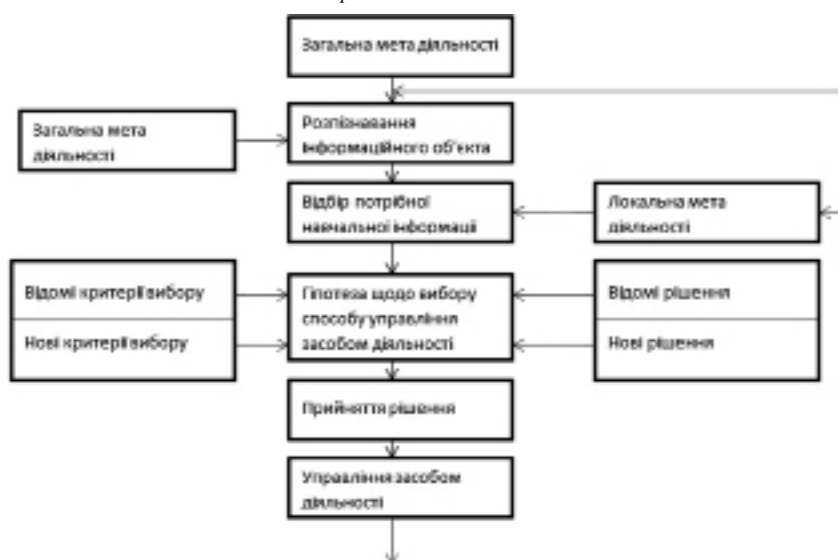 Загальна мета діяльності
Розпізнавання
інформаційного об'єкта
Загальна мета
діяльності
Відбір потрібної
навчальної інформації
Локальна мета
діяльності
Відомі критерії вибору
Нові критерії вибору
Гіпотеза щодо вибору
способу управління
засобом діяльності
Відомі рішення
Нові рішення
Прийняття рішення
Управління засобом
діяльності